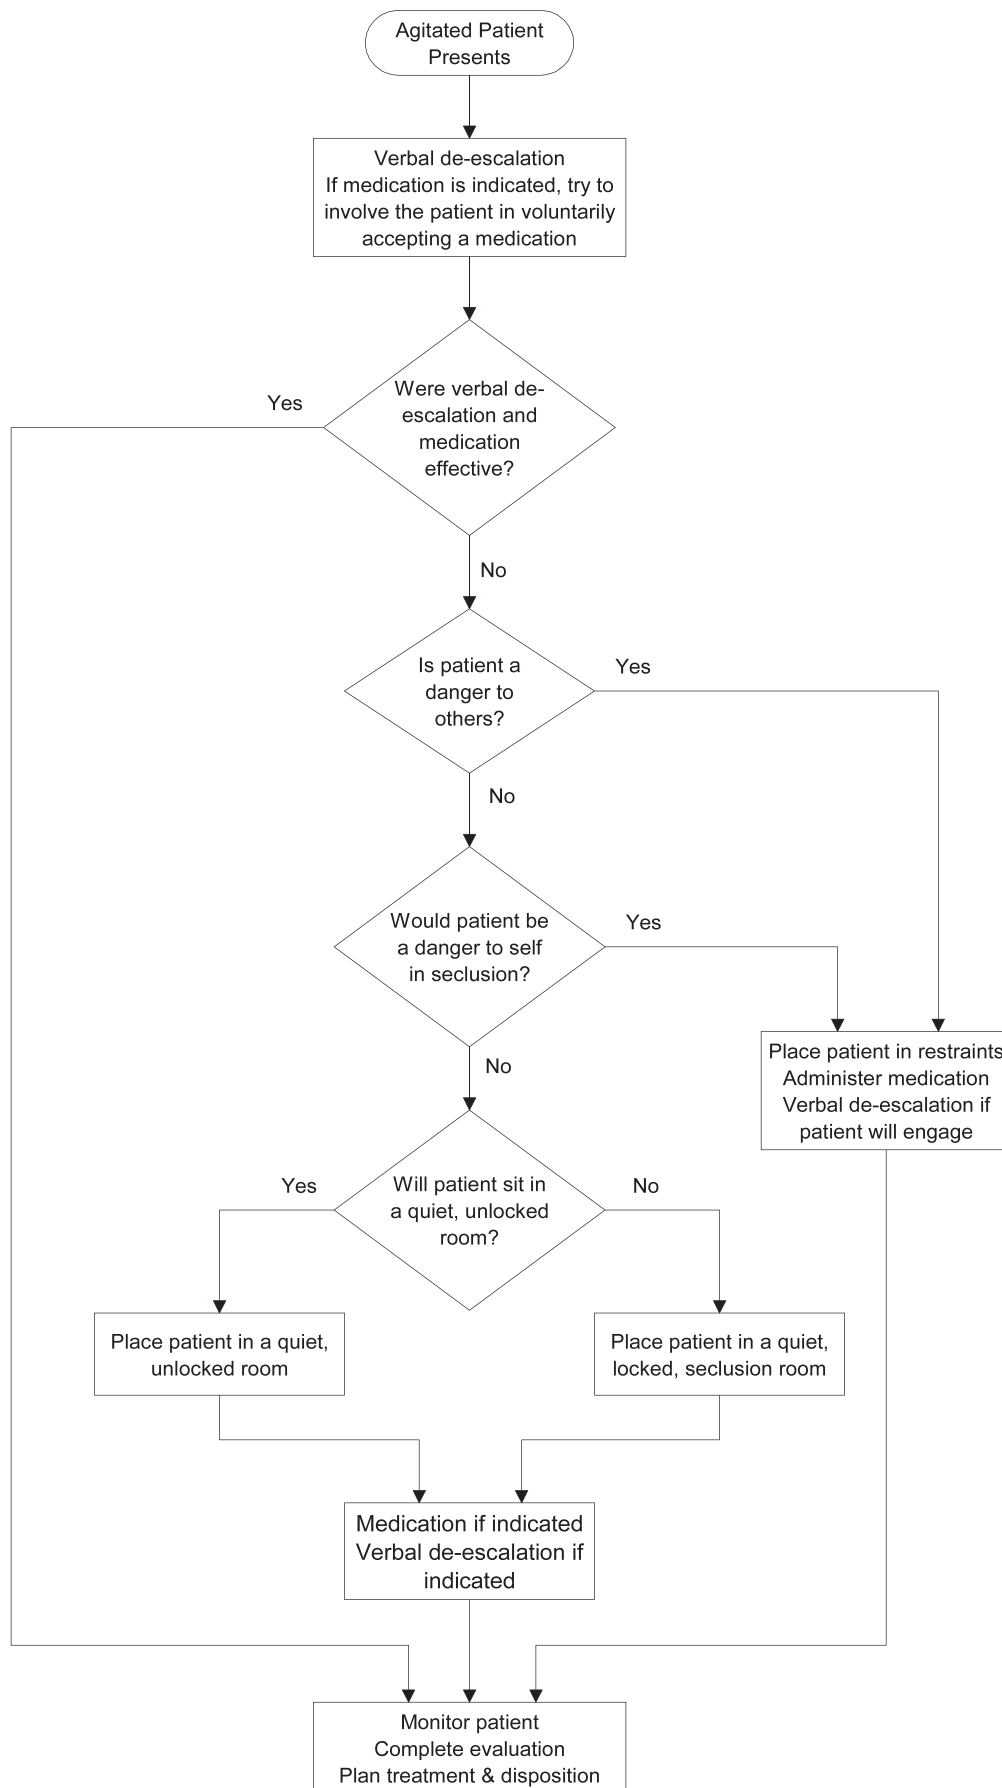 Agitated Patient
Presents
Verbal de-escalation
If medication is indicated, try to
involve the patient in voluntarily
accepting a medication
Were verbal de-
escalation and
medication
effective?
Yes
No
Is patient a
danger to
others?
Yes
No
Would patient be
a danger to self
in seclusion?
Yes
No
Place patient in restraints
Administer medication
Verbal de-escalation if
patient will engage
Will patient sit in
a quiet, unlocked
room?
Yes
No
Place patient in a quiet,
unlocked room
Place patient in a quiet,
locked, seclusion room
Medication if indicated
Verbal de-escalation if
indicated
Monitor patient
Complete evaluation
Plan treatment & disposition